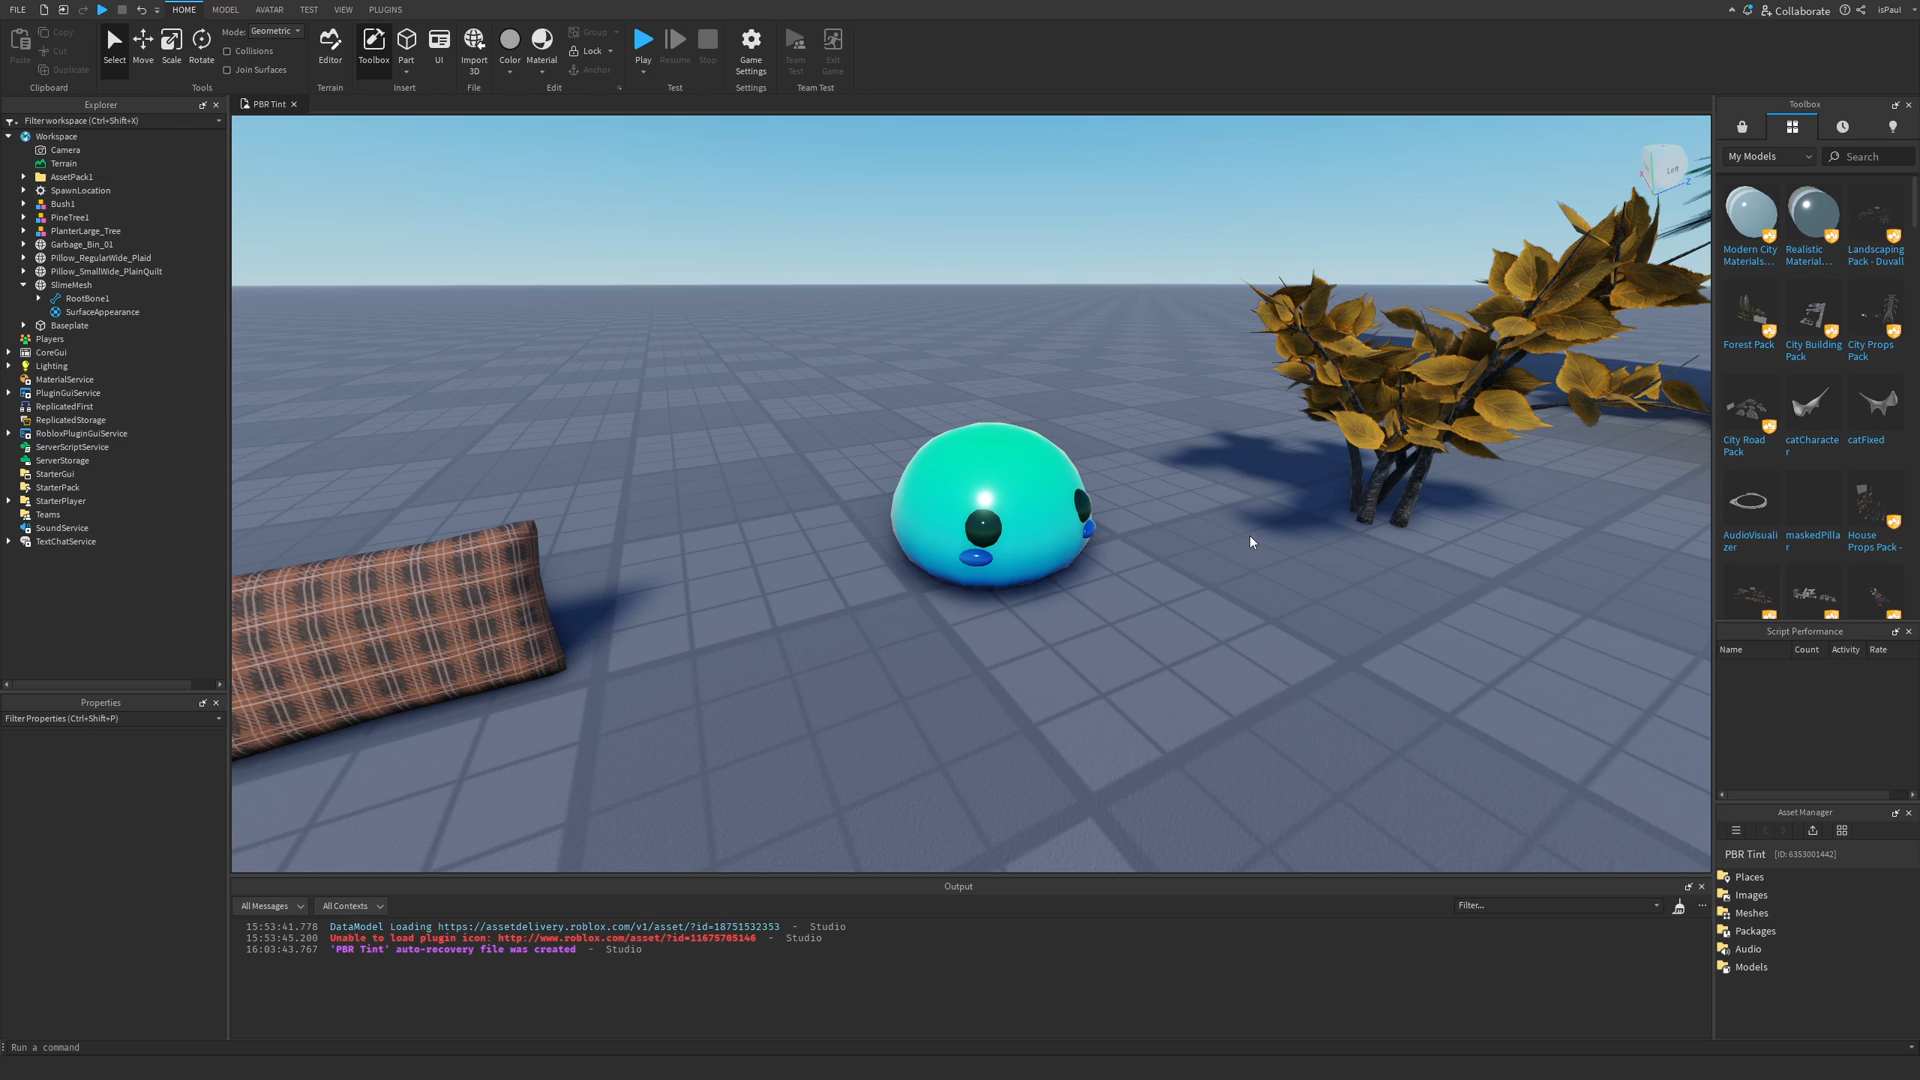 FILE HOME MODEL AVATAR TEST VIEW PLUGINS Collaborate isPaul
Paste Copy Cut Duplicate Clipboard
Select Move Scale Rotate Mode: Geometric Collisions Join Surfaces Tools
Editor Terrain
Toolbox Part UI Insert
Import 3D File
Color Material Group Lock Anchor Edit
Play Resume Stop Test
Game Settings Settings
Team Test Exit Game Team Test
Explorer
Filter workspace (Ctrl+Shift+X)
Workspace
Camera
Terrain
AssetPack1
SpawnLocation
Bush1
PineTree1
PlanterLarge_Tree
Garbage_Bin_01
Pillow_RegularWide_Plaid
Pillow_SmallWide_PlainQuilt
SlimeMesh
RootBone1
SurfaceAppearance
Baseplate
Players
CoreGui
Lighting
MaterialService
PluginGuiService
ReplicatedFirst
ReplicatedStorage
RobloxPluginGuiService
ServerScriptService
ServerStorage
StarterGui
StarterPack
StarterPlayer
Teams
SoundService
TextChatService
Properties
Filter Properties (Ctrl+Shift+P)
PBR Tint
Left
X
Z
Output
All Messages All Contexts Filter...
15:53:41.778 DataModel Loading https://assetdelivery.roblox.com/v1/asset/?id=18751532353 - Studio
15:53:45.200 Unable to load plugin icon: http://www.roblox.com/asset/?id=11675705146 - Studio
16:03:43.767 'PBR Tint' auto-recovery file was created - Studio
Toolbox
My Models Search
Modern City Materials...
Realistic Material...
Landscaping Pack - Duvall
Forest Pack
City Building Pack
City Props Pack
City Road Pack
catCharacter
catFixed
AudioVisualizer
maskedPillar
House Props Pack -
Script Performance
Name Count Activity Rate
Asset Manager
PBR Tint [ID: 6353001442]
Places
Images
Meshes
Packages
Audio
Models
Run a command